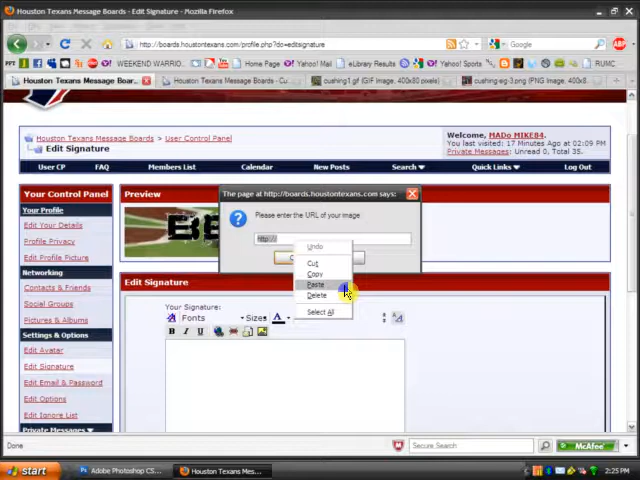 Houston Texans Message Boards - Edit Signature - Mozilla Firefox
http://boards.houstontexans.com/profile.php?do=editsignature
Google
ABP
PPT WEEKEND WARRIO... Home Page Yahoo! Mail eLibrary Results Yahoo! Sports RUMC
Houston Texans Message Boar... Houston Texans Message Boards - Cu... cushing1.gif (GIF Image, 400x80 pixels) cushing-eg-3.png (PNG Image, 400x8...
Houston Texans Message Boards > User Control Panel
Edit Signature
Welcome, MADo MIKE84.
You last visited: 17 Minutes Ago at 02:09 PM
Private Messages: Unread 0, Total 35.
User CP FAQ Members List Calendar New Posts Search Quick Links Log Out
Your Control Panel
Your Profile
Edit Your Details
Profile Privacy
Edit Profile Picture
Networking
Contacts & Friends
Social Groups
Pictures & Albums
Settings & Options
Edit Avatar
Edit Signature
Edit Email & Password
Edit Options
Edit Ignore List
Private Messages
Preview
The page at http://boards.houstontexans.com says:
Please enter the URL of your image:
http://
Undo
Cut
Copy
Paste
Delete
Select All
Edit Signature
Your Signature:
Fonts Sizes A
B I U
Done
Secure Search
McAfee
start
Adobe Photoshop CS...
Houston Texans Mes...
2:25 PM